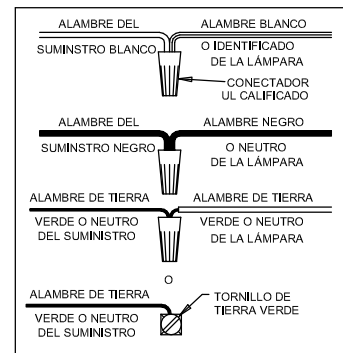 ALAMBRE DEL ALAMBRE BLANCO
SUMINSTRO BLANCO O IDENTIFICADO
DE LA LÁMPARA
CONECTADOR
UL CALIFICADO
ALAMBRE DEL ALAMBRE NEGRO
SUMINSTRO NEGRO O NEUTRO
DE LA LÁMPARA
ALAMBRE DE TIERRA ALAMBRE DE TIERRA
VERDE O NEUTRO VERDE O NEUTRO
DEL SUMINISTRO DE LA LÁMPARA
O
ALAMBRE DE TIERRA TORNILLO DE
VERDE O NEUTRO TIERRA VERDE
DEL SUMINISTRO